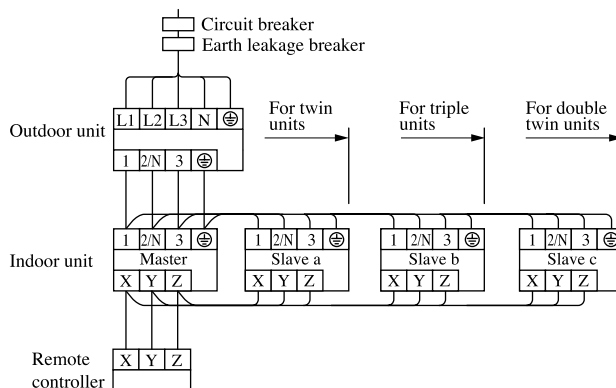 Circuit breaker
Earth leakage breaker
L1 L2 L3 N
Outdoor unit
1 2/N 3
For twin
units
For triple
units
For double
twin units
Indoor unit
1 2/N 3
Master
X Y Z
1 2/N 3
Slave a
X Y Z
1 2/N 3
Slave b
X Y Z
1 2/N 3
Slave c
X Y Z
Remote
controller
X Y Z